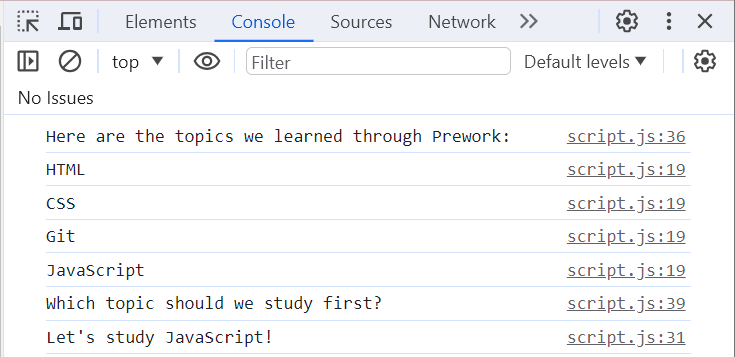 Elements Console Sources Network
top Filter Default levels
No Issues
Here are the topics we learned through Prework: script.js:36
HTML script.js:19
CSS script.js:19
Git script.js:19
JavaScript script.js:19
Which topic should we study first? script.js:39
Let's study JavaScript! script.js:31